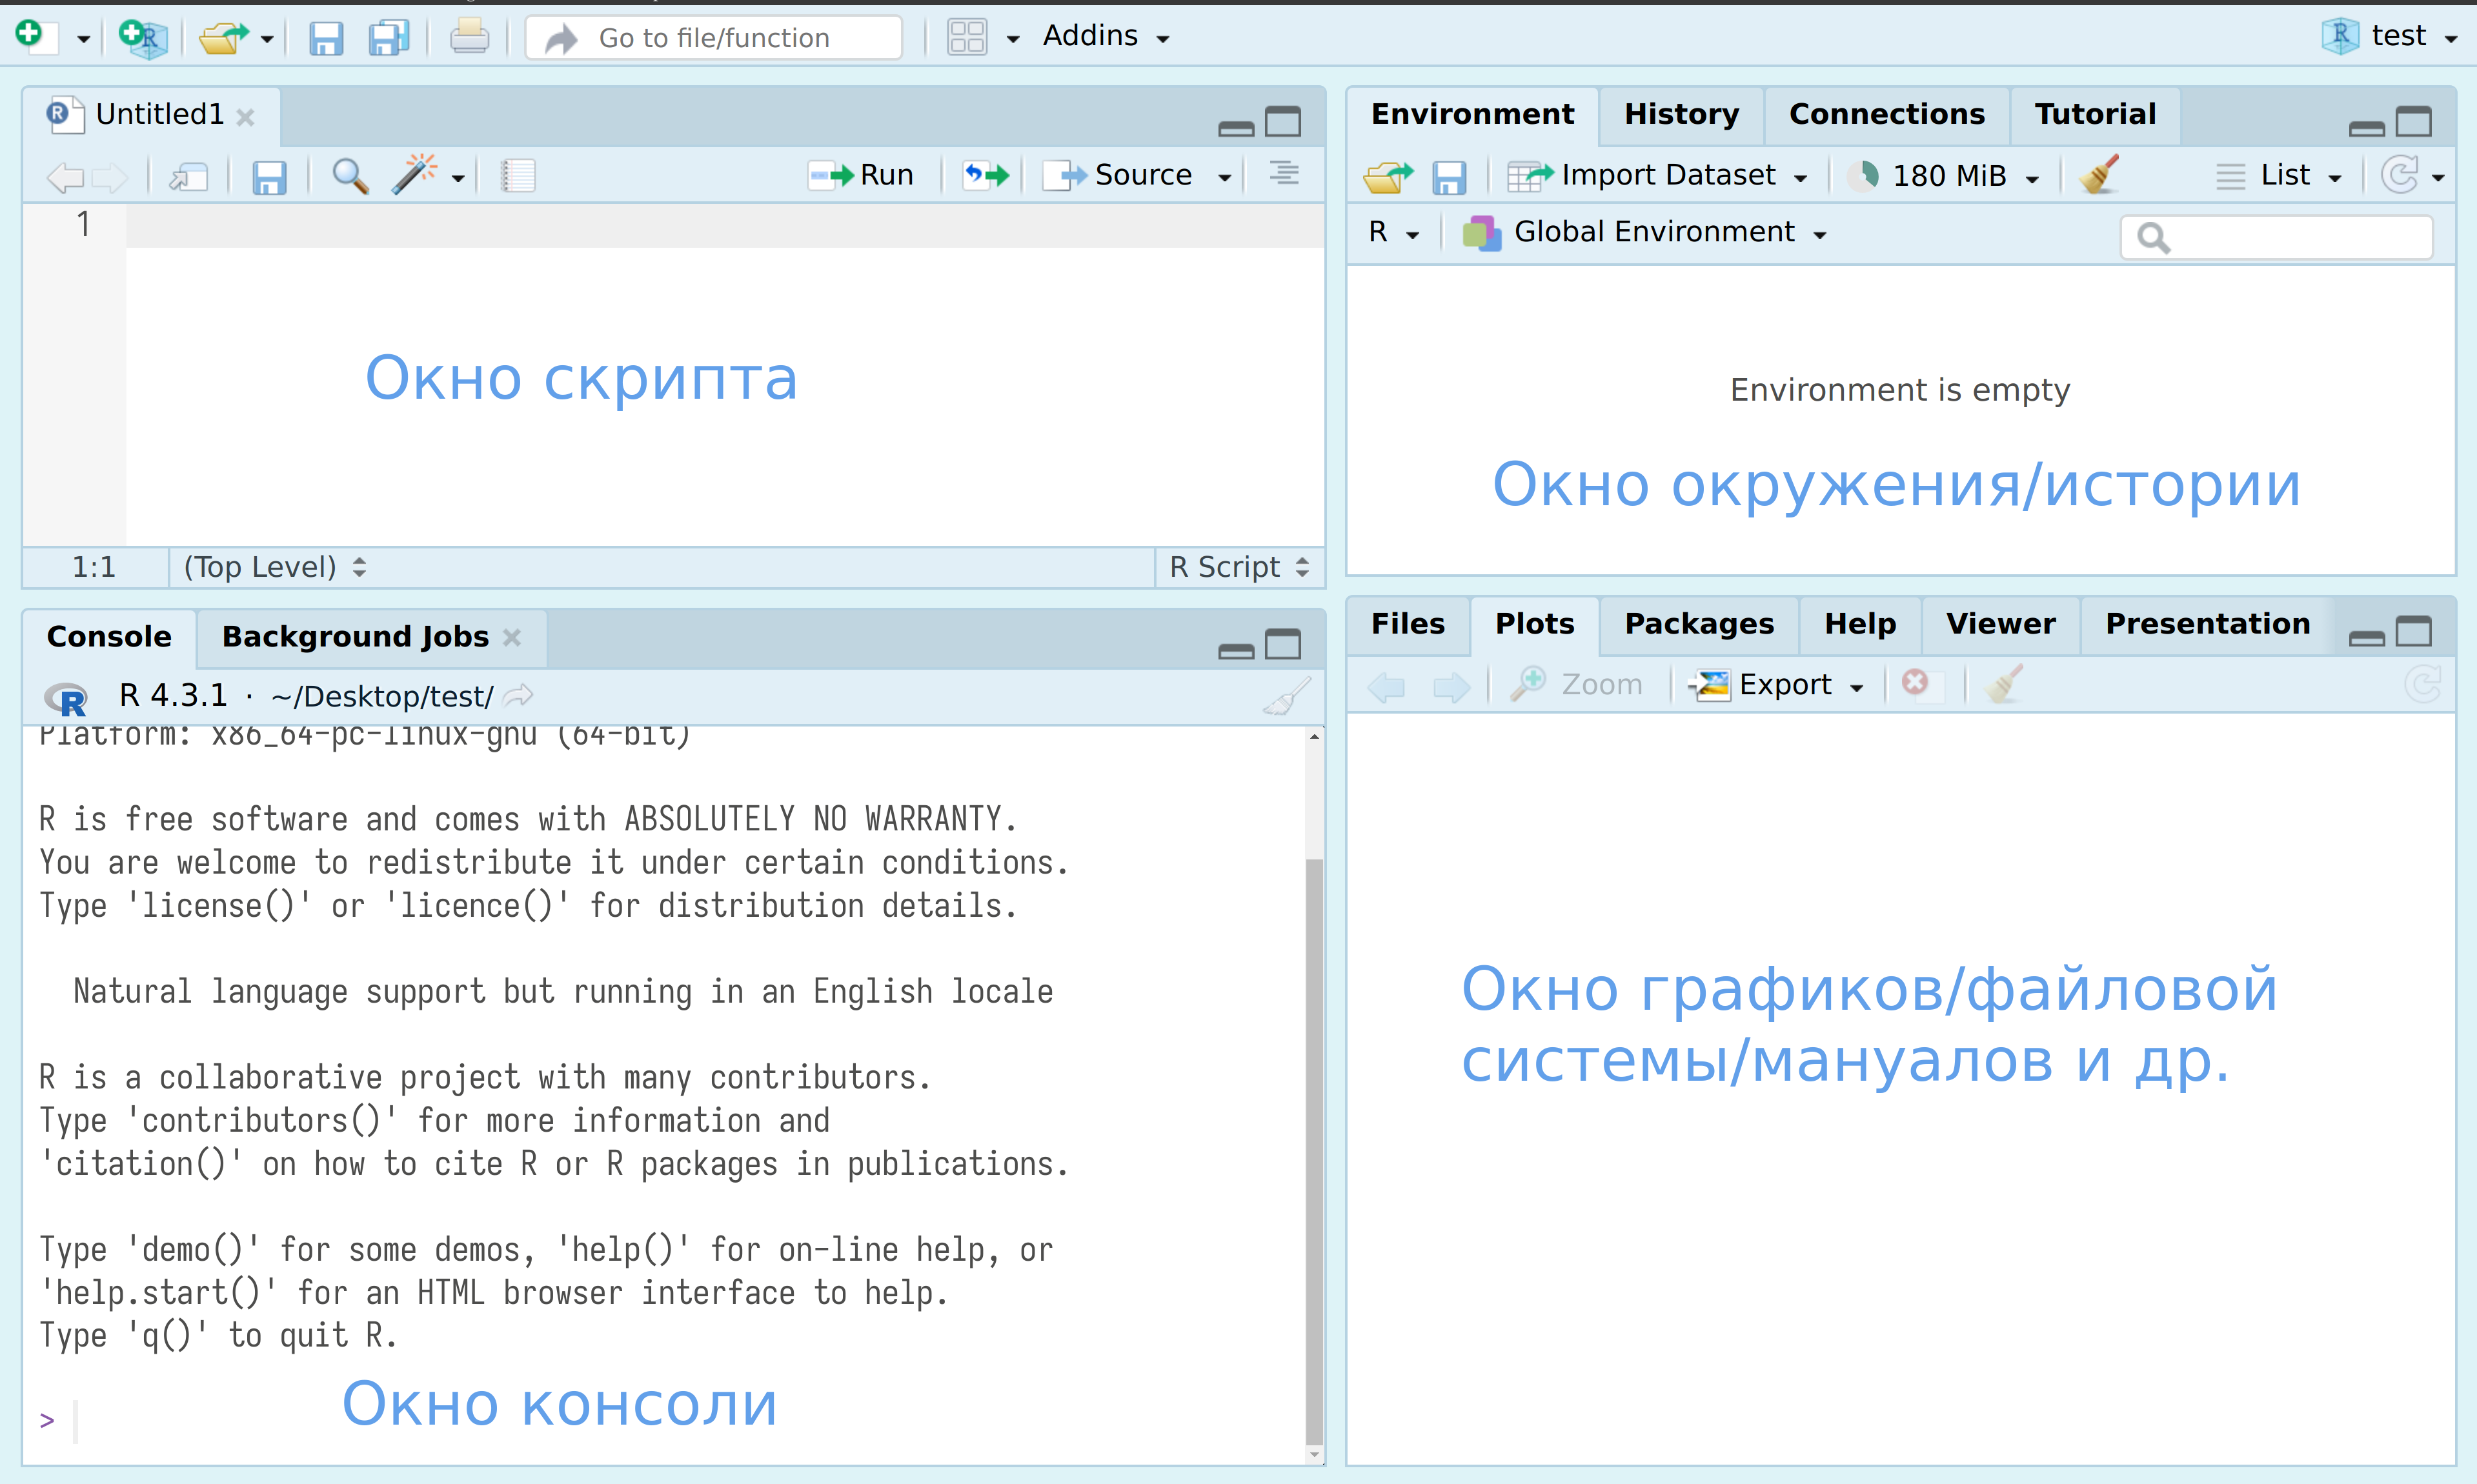 Go to file/function
Addins
test
Untitled1
Run
Source
1
Окно скрипта
1:1
(Top Level)
R Script
Environment
History
Connections
Tutorial
Import Dataset
180 MiB
List
R
Global Environment
Environment is empty
Окно окружения/истории
Console
Background Jobs
R 4.3.1 · ~/Desktop/test/
Platform: x86_64-pc-linux-gnu (64-bit)
R is free software and comes with ABSOLUTELY NO WARRANTY.
You are welcome to redistribute it under certain conditions.
Type 'license()' or 'licence()' for distribution details.
Natural language support but running in an English locale
R is a collaborative project with many contributors.
Type 'contributors()' for more information and
'citation()' on how to cite R or R packages in publications.
Type 'demo()' for some demos, 'help()' for on-line help, or
'help.start()' for an HTML browser interface to help.
Type 'q()' to quit R.
>
Окно консоли
Files
Plots
Packages
Help
Viewer
Presentation
Zoom
Export
Окно графиков/файловой
системы/мануалов и др.